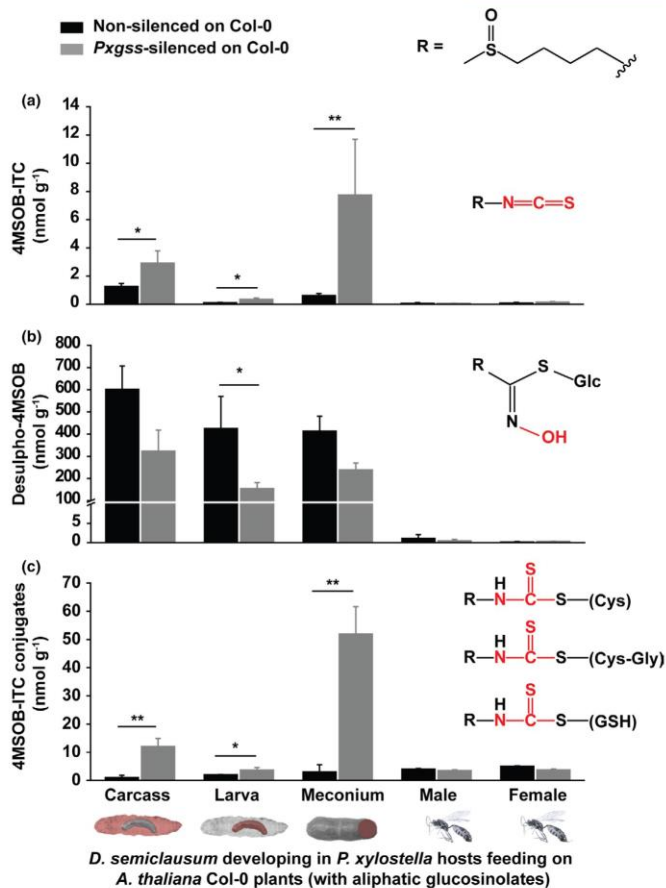 Non-silenced on Col-0
Pxgss-silenced on Col-0
R =
O
S
(a)
4MSOB-ITC
(nmol g⁻¹)
14
12
10
8
6
4
2
0
*
*
**
R—N=C=S
(b)
Desulpho-4MSOB
(nmol g⁻¹)
800
700
600
500
400
300
200
100
5
0
*
R
S
Glc
N
OH
(c)
4MSOB-ITC conjugates
(nmol g⁻¹)
70
60
50
40
30
20
10
0
**
*
**
S
H
R—N—C—S—(Cys)
S
H
R—N—C—S—(Cys-Gly)
S
H
R—N—C—S—(GSH)
Carcass Larva Meconium Male Female
D. semiclausum developing in P. xylostella hosts feeding on
A. thaliana Col-0 plants (with aliphatic glucosinolates)